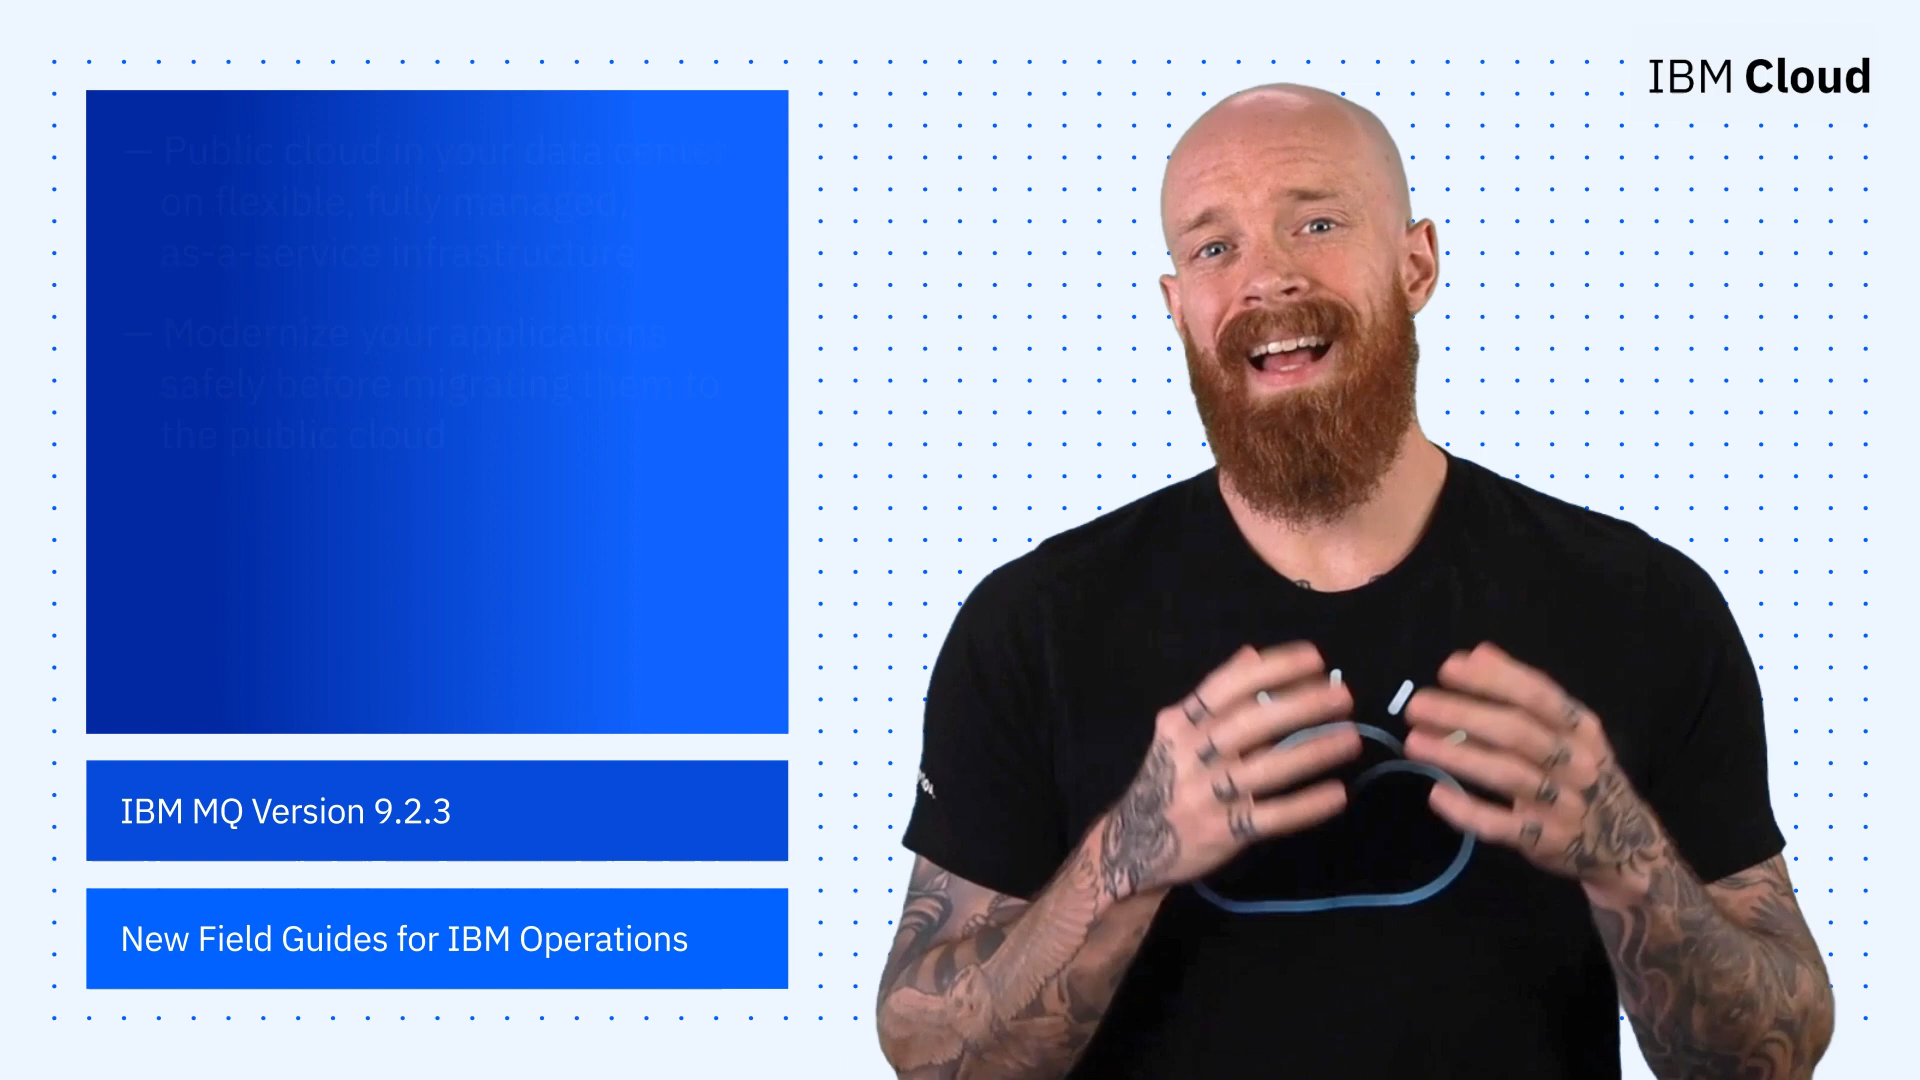 IBM Cloud
— Public cloud in your data center
on flexible, fully managed,
as-a-service infrastructure
— Modernize your applications
safely before migrating them to
the public cloud
IBM MQ Version 9.2.3
New Field Guides for IBM Operations